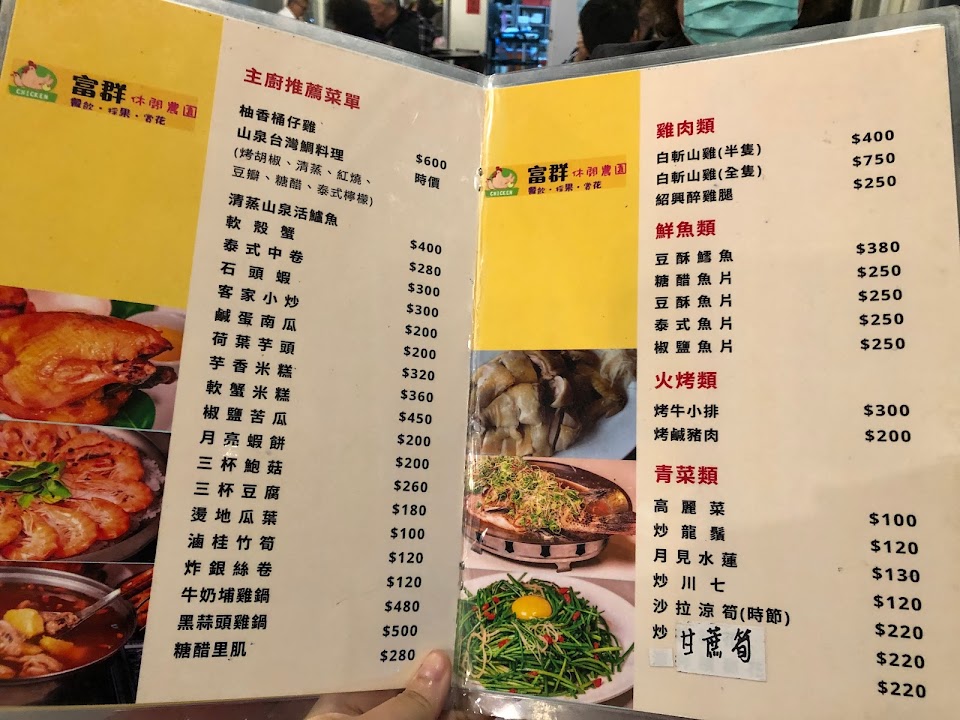 CHICKEN
富群 休閒農園
餐飲・採果・賞花
主廚推薦菜單
柚香桶仔雞 $600
山泉台灣鯛料理 時價
(烤胡椒、清蒸、紅燒、
豆瓣、糖醋、泰式檸檬)
清蒸山泉活鱸魚 $400
軟殼蟹 $280
泰式中卷 $300
石頭蝦 $300
客家小炒 $200
鹹蛋南瓜 $200
荷葉芋頭 $320
芋香米糕 $360
軟蟹米糕 $450
椒鹽苦瓜 $200
月亮蝦餅 $200
三杯鮑菇 $260
三杯豆腐 $180
燙地瓜葉 $100
滷桂竹筍 $120
炸銀絲卷 $120
牛奶埔雞鍋 $480
黑蒜頭雞鍋 $500
糖醋里肌 $280
CHICKEN
富群 休閒農園
餐飲・採果・賞花
雞肉類
白斬山雞(半隻) $400
白斬山雞(全隻) $750
紹興醉雞腿 $250
鮮魚類
豆酥鱈魚 $380
糖醋魚片 $250
豆酥魚片 $250
泰式魚片 $250
椒鹽魚片 $250
火烤類
烤牛小排 $300
烤鹹豬肉 $200
青菜類
高麗菜 $100
炒龍鬚 $120
月見水蓮 $130
炒川七 $120
沙拉涼筍(時節) $220
炒 甘蔗筍 $220
$220